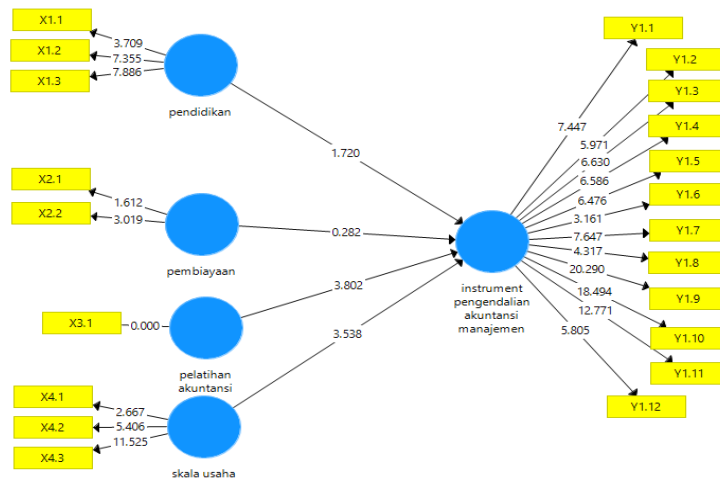 X1.1
X1.2
X1.3
3.709
7.355
7.886
pendidikan
1.720
X2.1
X2.2
1.612
3.019
pembiayaan
0.282
X3.1
0.000
pelatihan
akuntansi
3.802
X4.1
X4.2
X4.3
2.667
5.406
11.525
skala usaha
3.538
instrument
pengendalian
akuntansi
manajemen
7.447
5.971
6.630
6.586
6.476
3.161
7.647
4.317
20.290
18.494
12.771
5.805
Y1.1
Y1.2
Y1.3
Y1.4
Y1.5
Y1.6
Y1.7
Y1.8
Y1.9
Y1.10
Y1.11
Y1.12